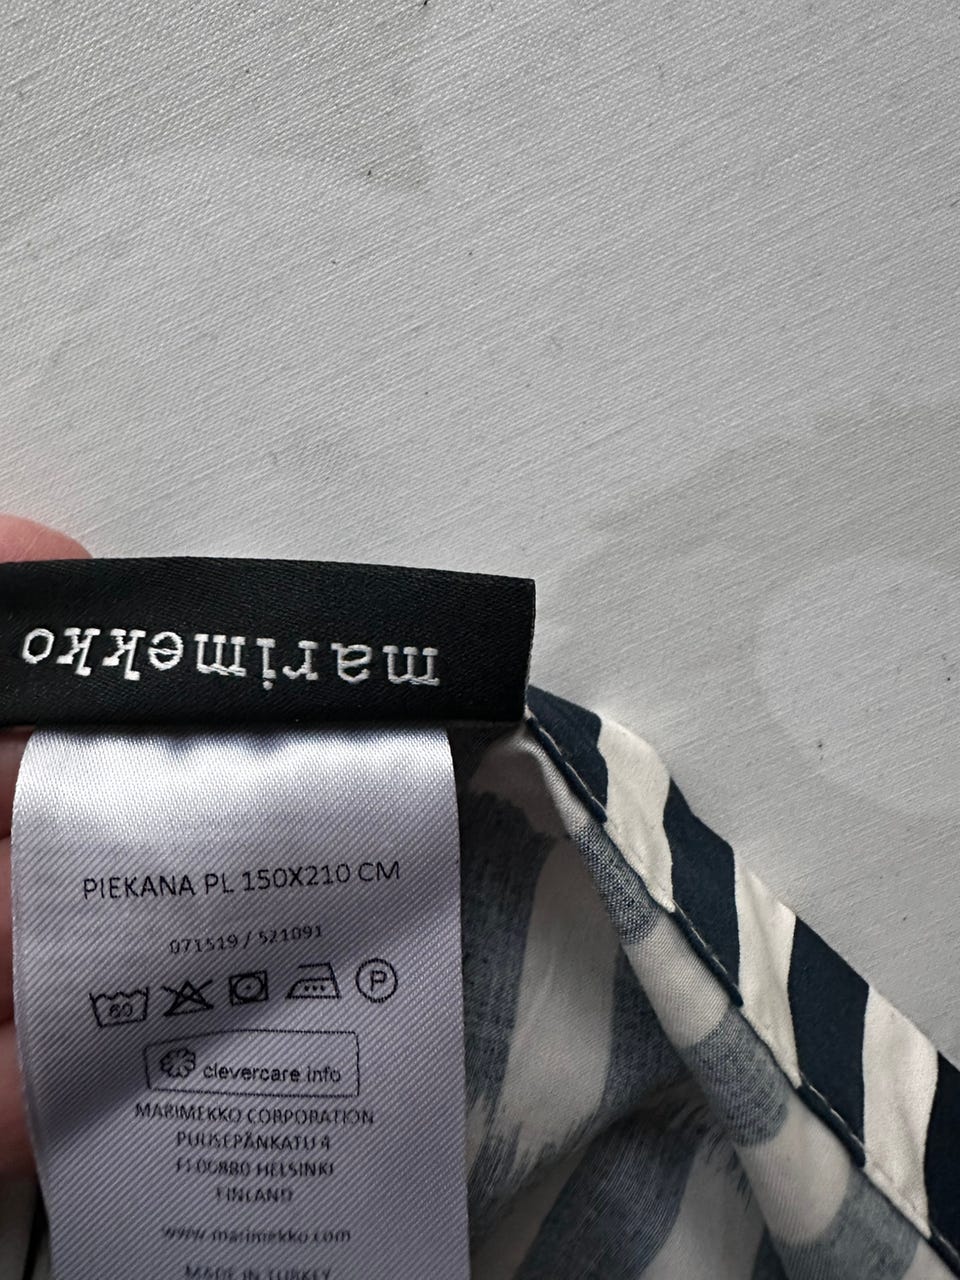 marimekko
PIEKANA PL 150X210 CM
071519 / 521091
60 P
clevercare.info
MARIMEKKO CORPORATION
PUUSEPÄNKATU 4
FI 00880 HELSINKI
FINLAND
www.marimekko.com
MADE IN TURKEY